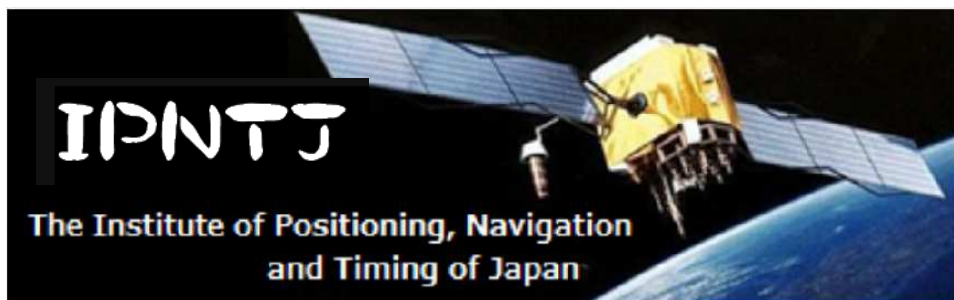 IPNTJ
The Institute of Positioning, Navigation
and Timing of Japan